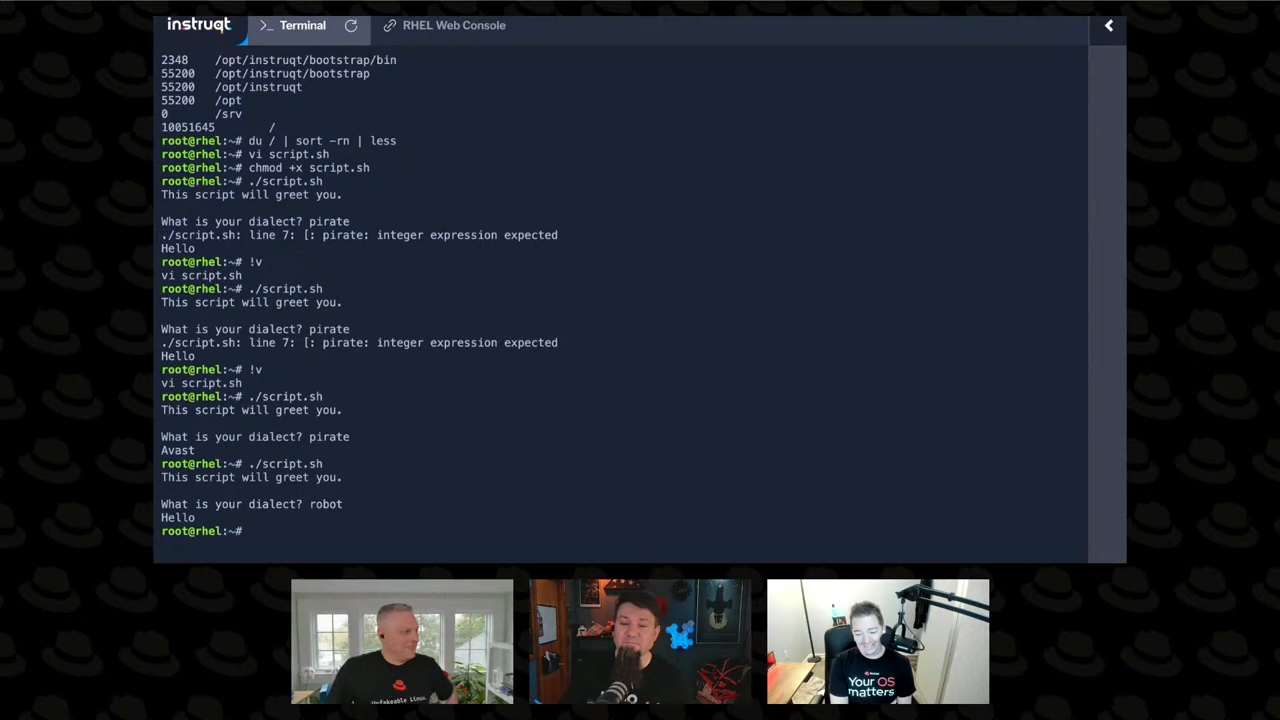 instruqt
>_ Terminal
RHEL Web Console
2348 /opt/instruqt/bootstrap/bin
55200 /opt/instruqt/bootstrap
55200 /opt/instruqt
55200 /opt
0 /srv
10051645 /
root@rhel:~# du / | sort -rn | less
root@rhel:~# vi script.sh
root@rhel:~# chmod +x script.sh
root@rhel:~# ./script.sh
This script will greet you.
What is your dialect? pirate
./script.sh: line 7: [: pirate: integer expression expected
Hello
root@rhel:~# !v
vi script.sh
root@rhel:~# ./script.sh
This script will greet you.
What is your dialect? pirate
./script.sh: line 7: [: pirate: integer expression expected
Hello
root@rhel:~# !v
vi script.sh
root@rhel:~# ./script.sh
This script will greet you.
What is your dialect? pirate
Avast
root@rhel:~# ./script.sh
This script will greet you.
What is your dialect? robot
Hello
root@rhel:~#
Unfakeable Linux
Your OS
matters